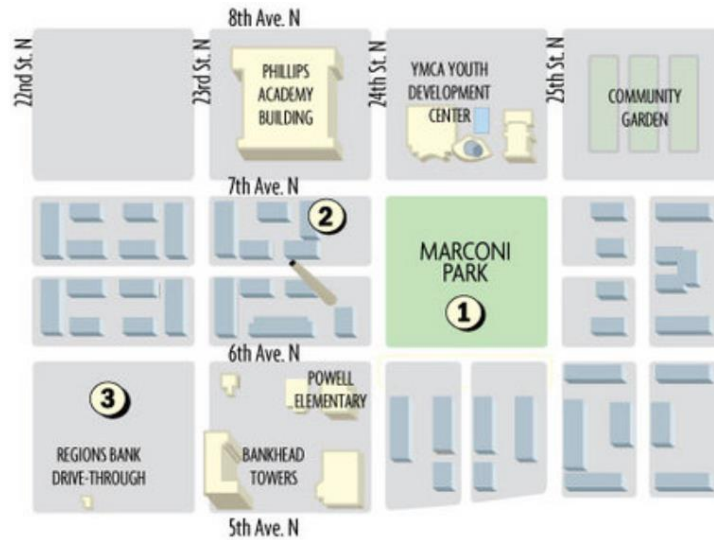 8th Ave. N
22nd St. N
23rd St. N
24th St. N
25th St. N
PHILLIPS
ACADEMY
BUILDING
YMCA YOUTH
DEVELOPMENT
CENTER
COMMUNITY
GARDEN
7th Ave. N
2
MARCONI
PARK
1
6th Ave. N
3
POWELL
ELEMENTARY
REGIONS BANK
DRIVE-THROUGH
BANKHEAD
TOWERS
5th Ave. N